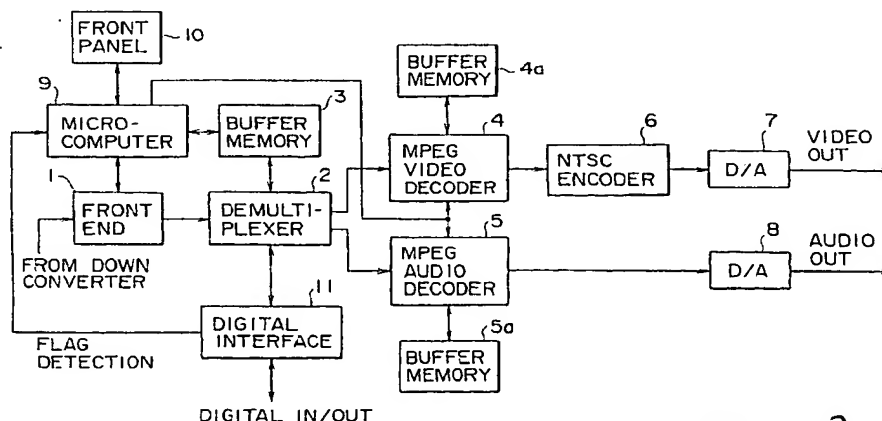 FRONT
PANEL
10
9
MICRO-
COMPUTER
3
BUFFER
MEMORY
BUFFER
MEMORY
4a
4
MPEG
VIDEO
DECODER
6
NTSC
ENCODER
7
D/A
VIDEO
OUT
1
FRONT
END
2
DEMULTI-
PLEXER
5
MPEG
AUDIO
DECODER
8
D/A
AUDIO
OUT
FROM DOWN
CONVERTER
11
DIGITAL
INTERFACE
5a
BUFFER
MEMORY
FLAG
DETECTION
DIGITAL IN/OUT